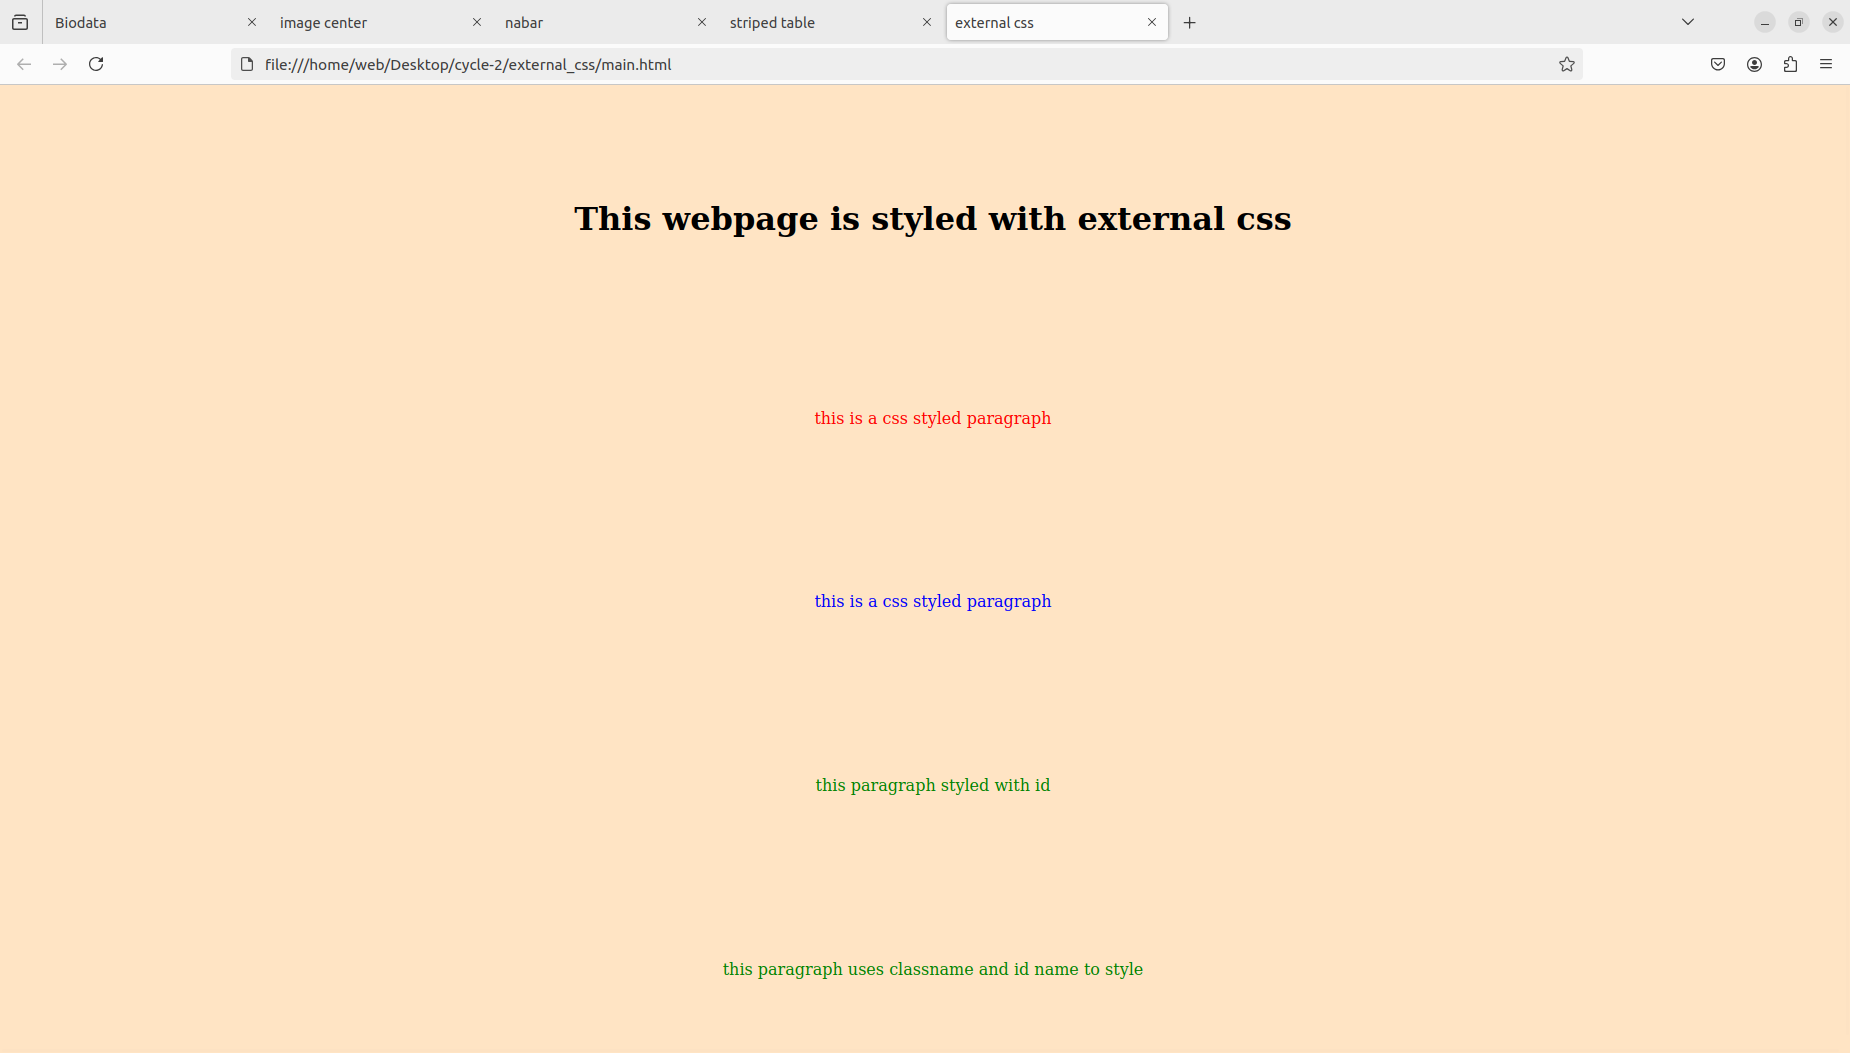 Biodata
image center
nabar
striped table
external css
file:///home/web/Desktop/cycle-2/external_css/main.html
This webpage is styled with external css
this is a css styled paragraph
this is a css styled paragraph
this paragraph styled with id
this paragraph uses classname and id name to style